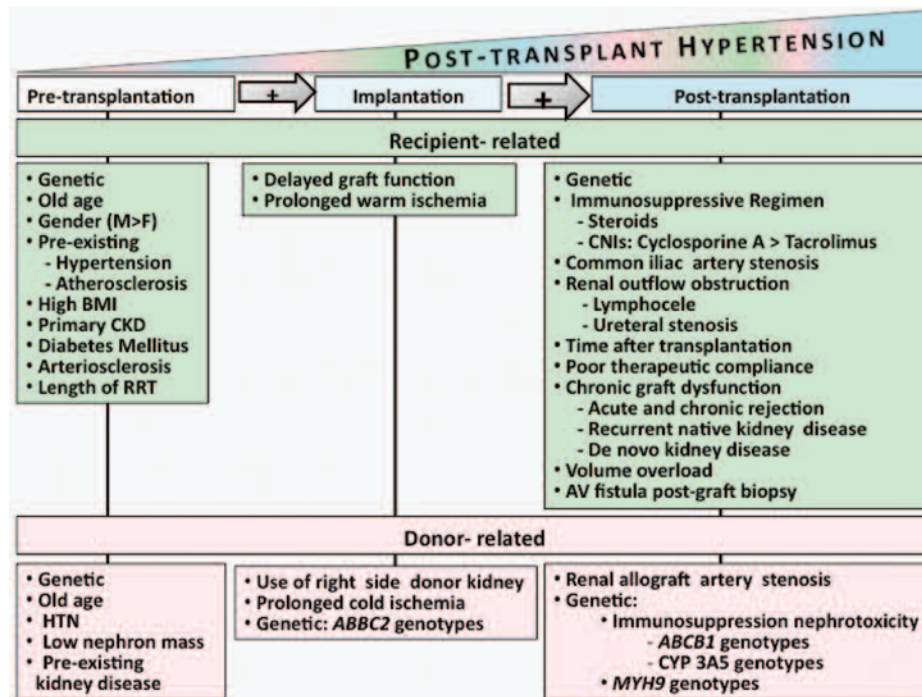 POST-TRANSPLANT HYPERTENSION
Pre-transplantation + Implantation + Post-transplantation
Recipient- related
• Genetic
• Old age
• Gender (M>F)
• Pre-existing
- Hypertension
- Atherosclerosis
• High BMI
• Primary CKD
• Diabetes Mellitus
• Arteriosclerosis
• Length of RRT
• Delayed graft function
• Prolonged warm ischemia
• Genetic
• Immunosuppressive Regimen
- Steroids
- CNIs: Cyclosporine A > Tacrolimus
• Common iliac artery stenosis
• Renal outflow obstruction
- Lymphocele
- Ureteral stenosis
• Time after transplantation
• Poor therapeutic compliance
• Chronic graft dysfunction
- Acute and chronic rejection
- Recurrent native kidney disease
- De novo kidney disease
• Volume overload
• AV fistula post-graft biopsy
Donor- related
• Genetic
• Old age
• HTN
• Low nephron mass
• Pre-existing
kidney disease
• Use of right side donor kidney
• Prolonged cold ischemia
• Genetic: ABBC2 genotypes
• Renal allograft artery stenosis
• Genetic:
• Immunosuppression nephrotoxicity
- ABCB1 genotypes
- CYP 3A5 genotypes
• MYH9 genotypes